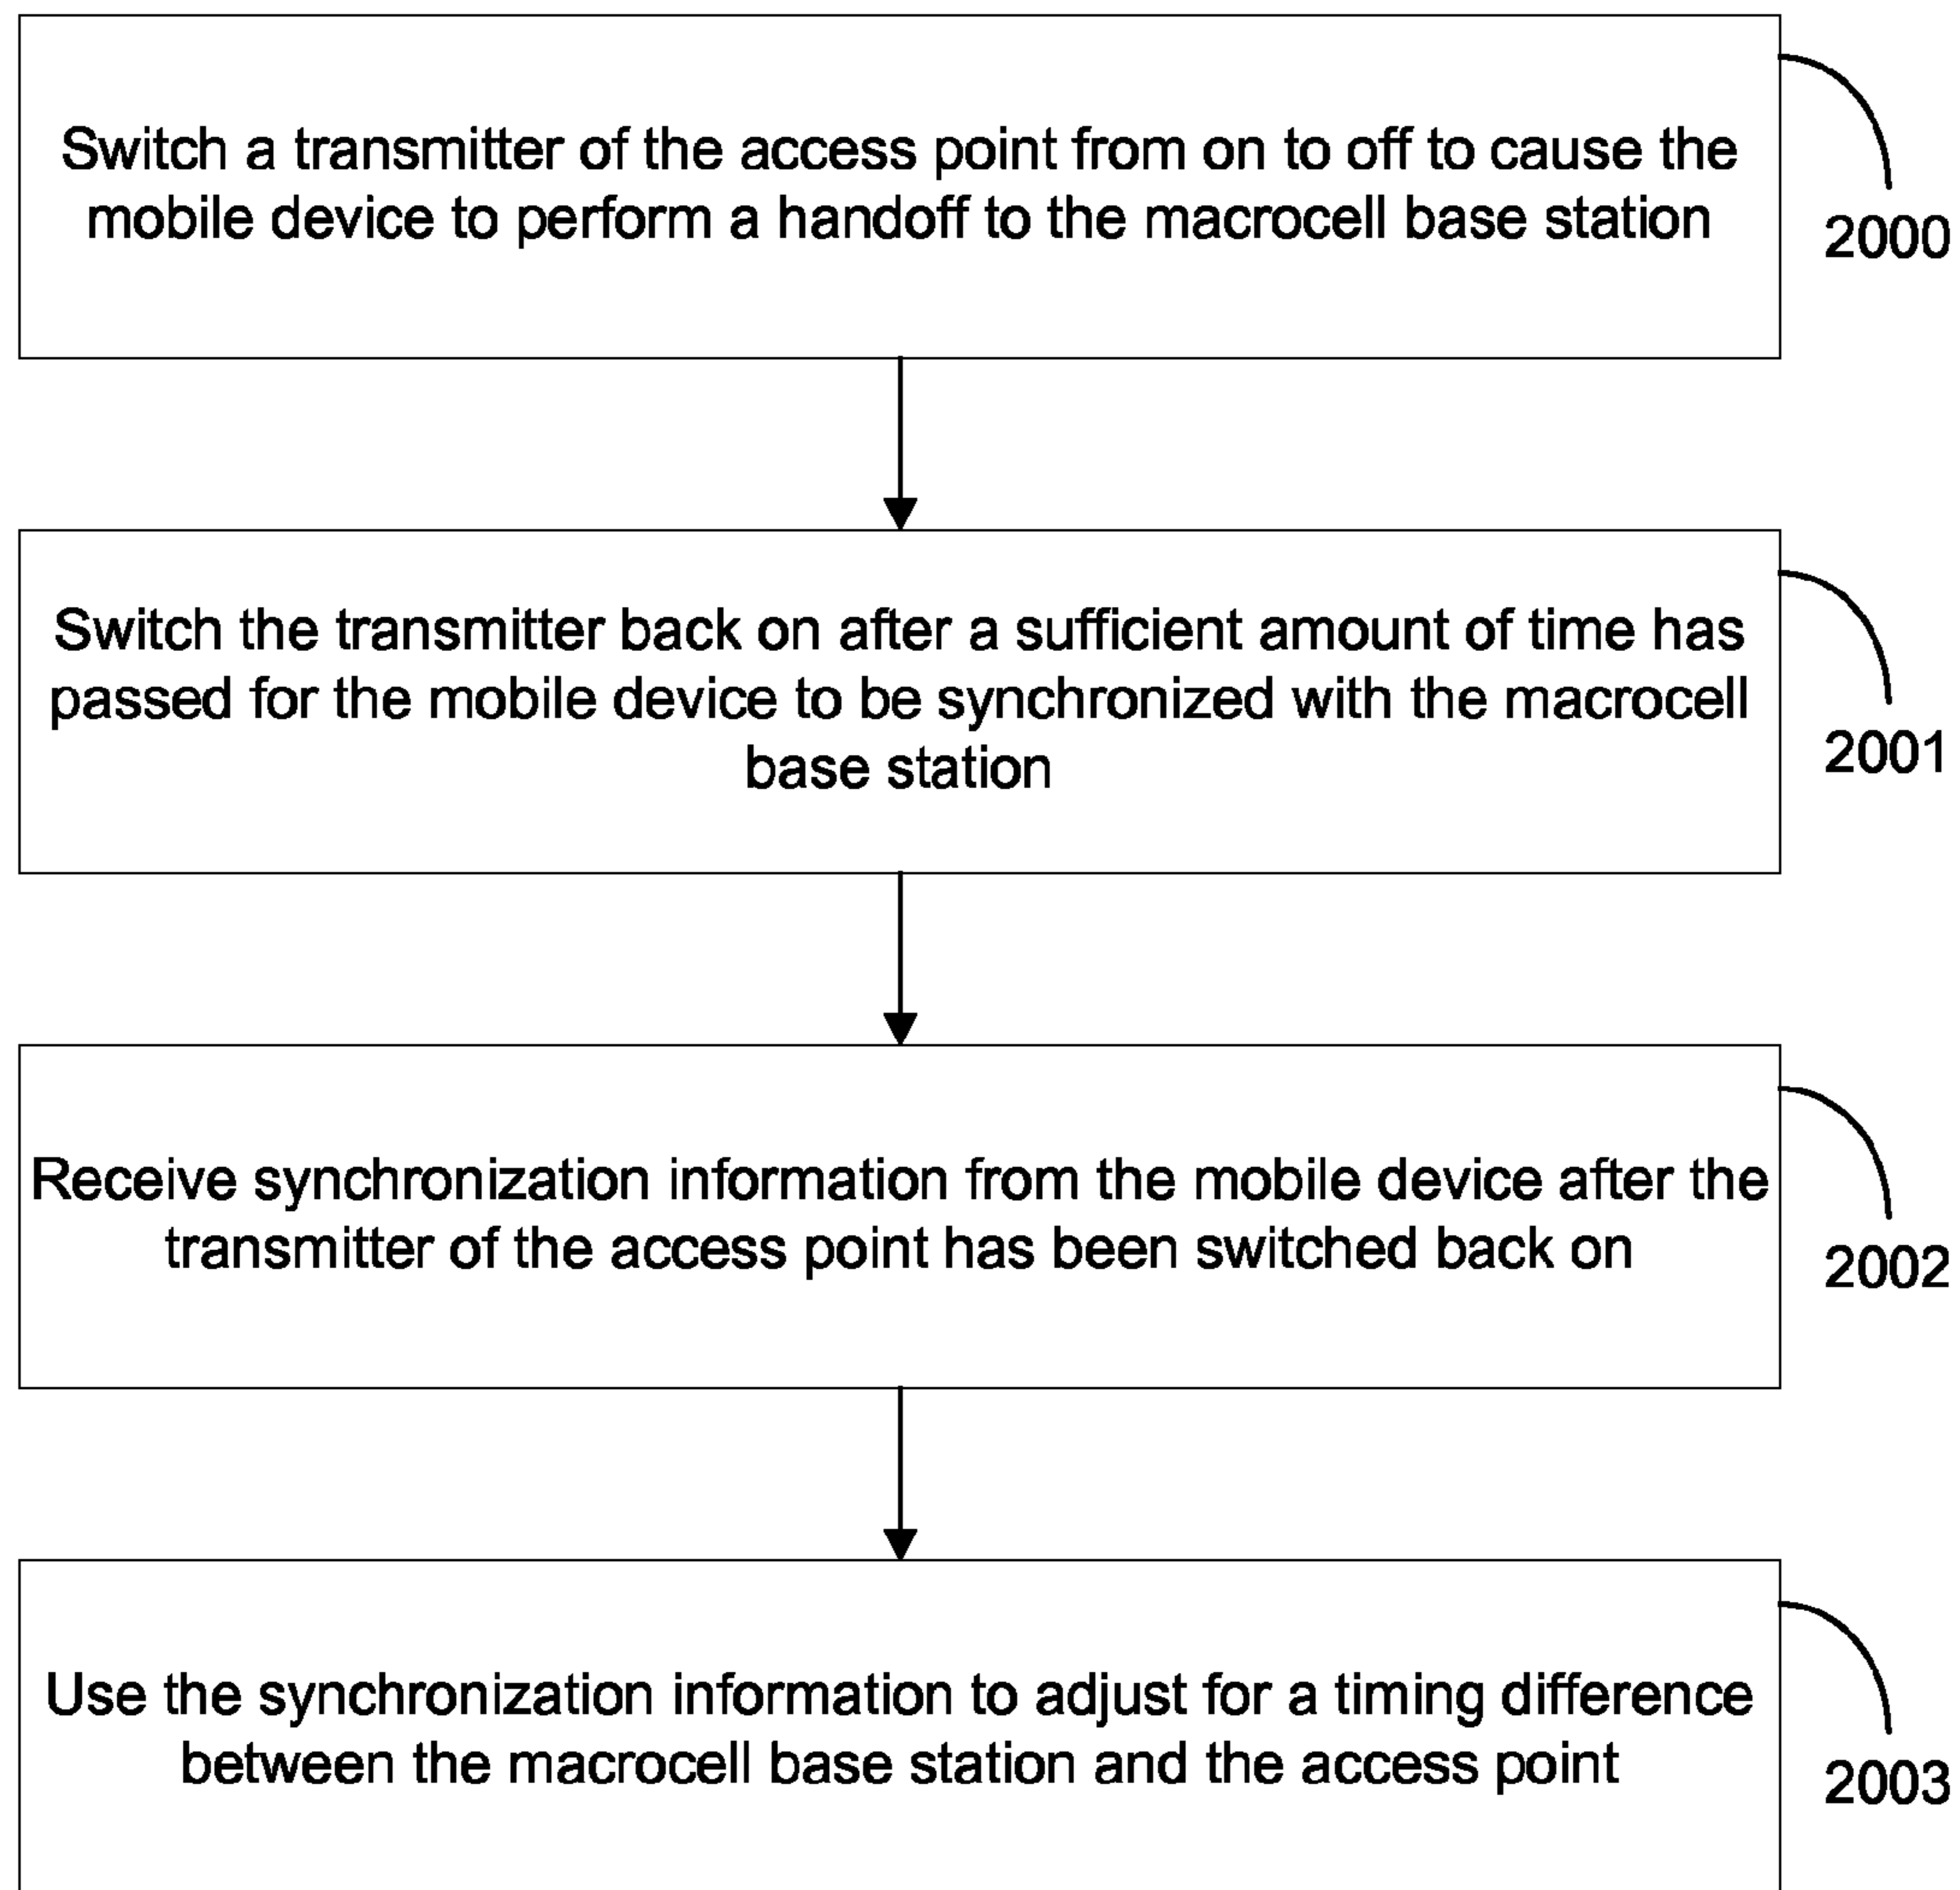 Switch a transmitter of the access point from on to off to cause the
mobile device to perform a handoff to the macrocell base station
2000
Switch the transmitter back on after a sufficient amount of time has
passed for the mobile device to be synchronized with the macrocell
base station
2001
Receive synchronization information from the mobile device after the
transmitter of the access point has been switched back on
2002
Use the synchronization information to adjust for a timing difference
between the macrocell base station and the access point
2003